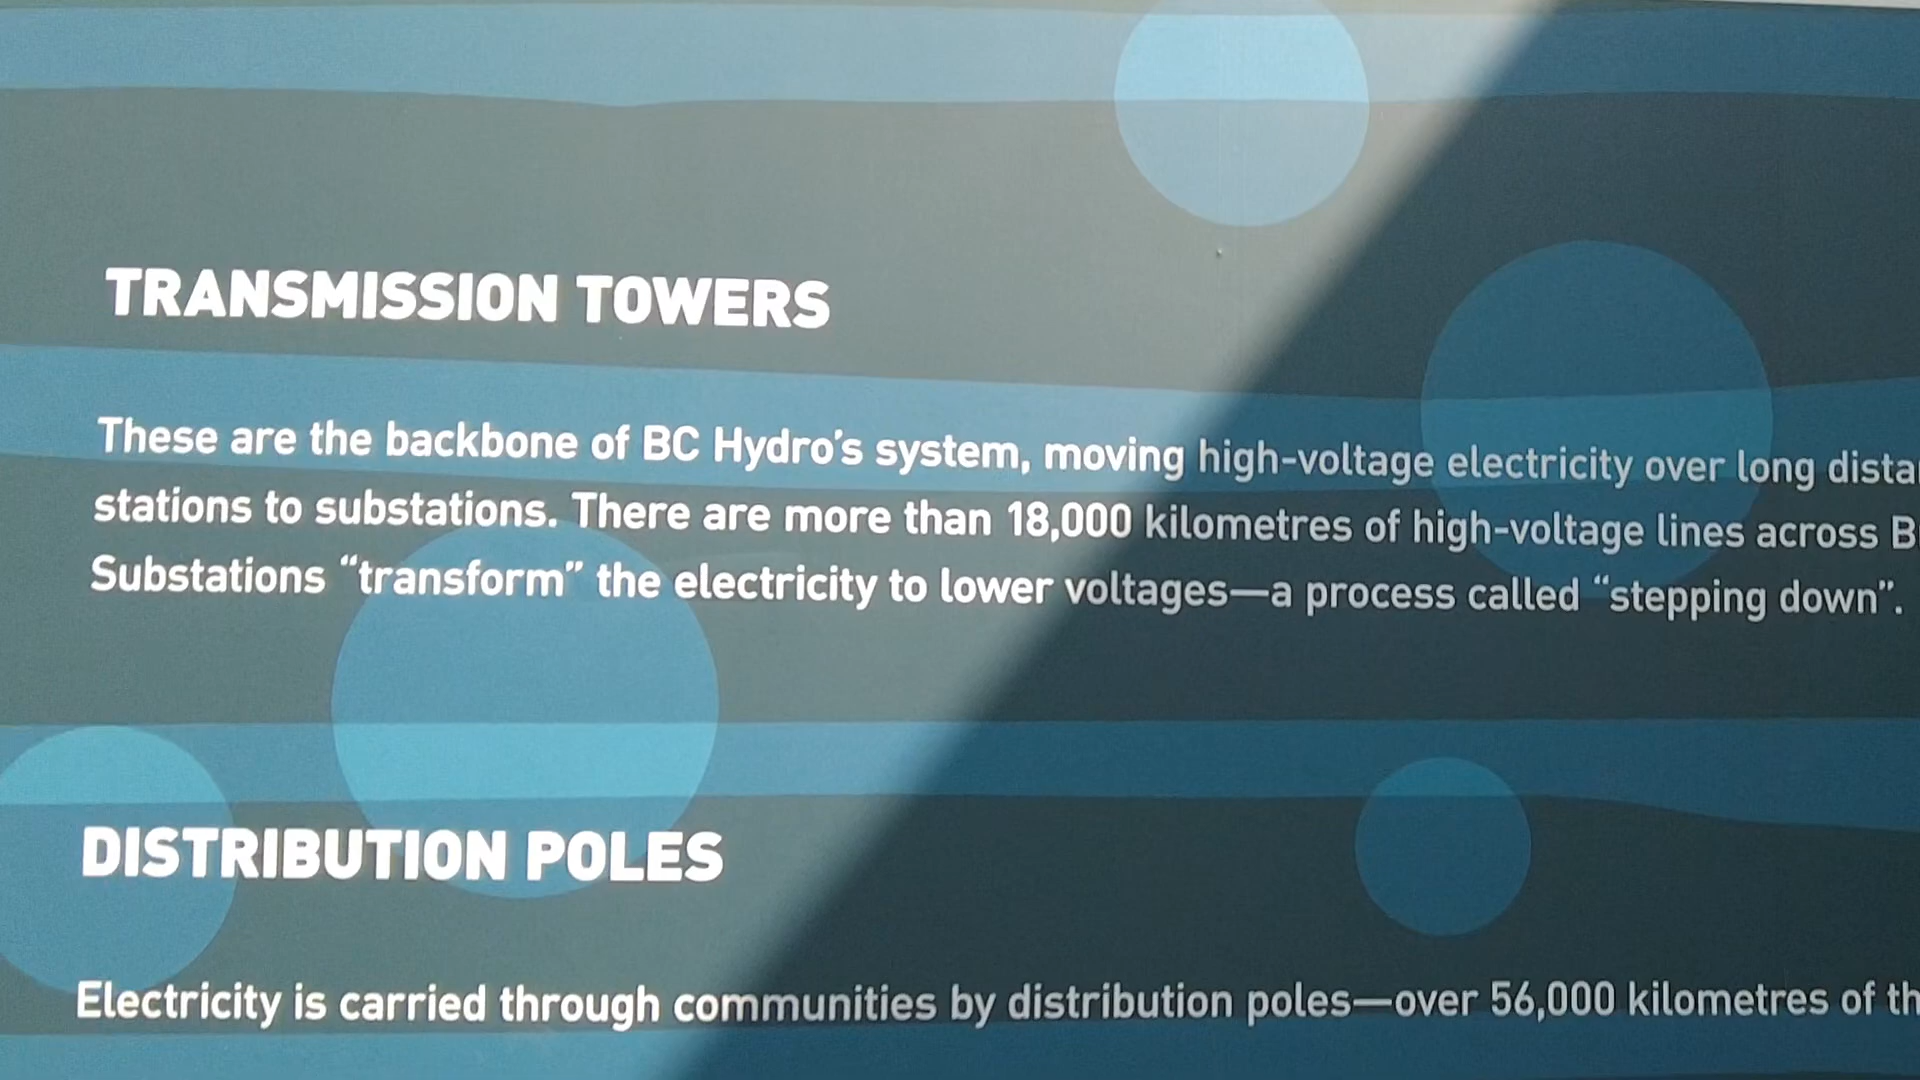 TRANSMISSION TOWERS
These are the backbone of BC Hydro’s system, moving high-voltage electricity over long
stations to substations. There are more than 18,000 kilometres of high-voltage lines across
Substations “transform” the electricity to lower voltages—a process called “stepping down”.
DISTRIBUTION POLES
Electricity is carried through communities by distribution poles—over 56,000 kilometres of